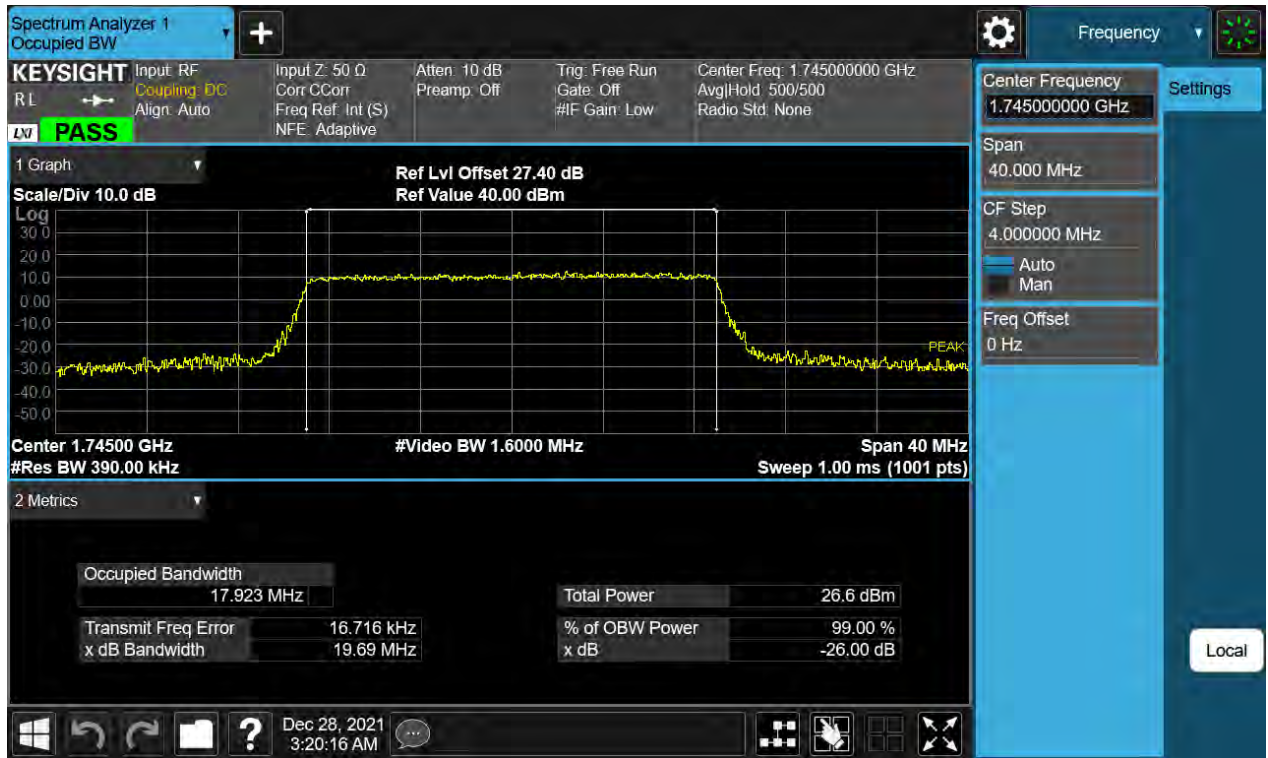 Spectrum Analyzer 1
Occupied BW
+
Frequency
KEYSIGHT
RL
LXI
PASS
Input: RF
Coupling: DC
Align: Auto
Input Z: 50 Ω
Corr CCorr
Freq Ref: Int (S)
NFE: Adaptive
Atten: 10 dB
Preamp: Off
Trig: Free Run
Gate: Off
#IF Gain: Low
Center Freq: 1.745000000 GHz
Avg|Hold: 500/500
Radio Std: None
1 Graph
Scale/Div 10.0 dB
Ref Lvl Offset 27.40 dB
Ref Value 40.00 dBm
Log
30.0
20.0
10.0
0.00
-10.0
-20.0
-30.0
-40.0
-50.0
PEAK
Center 1.74500 GHz
#Video BW 1.6000 MHz
Span 40 MHz
#Res BW 390.00 kHz
Sweep 1.00 ms (1001 pts)
2 Metrics
Occupied Bandwidth
17.923 MHz
Total Power 26.6 dBm
Transmit Freq Error 16.716 kHz
% of OBW Power 99.00 %
x dB Bandwidth 19.69 MHz
x dB -26.00 dB
Center Frequency
1.745000000 GHz
Settings
Span
40.000 MHz
CF Step
4.000000 MHz
Auto
Man
Freq Offset
0 Hz
Local
?
Dec 28, 2021
3:20:16 AM